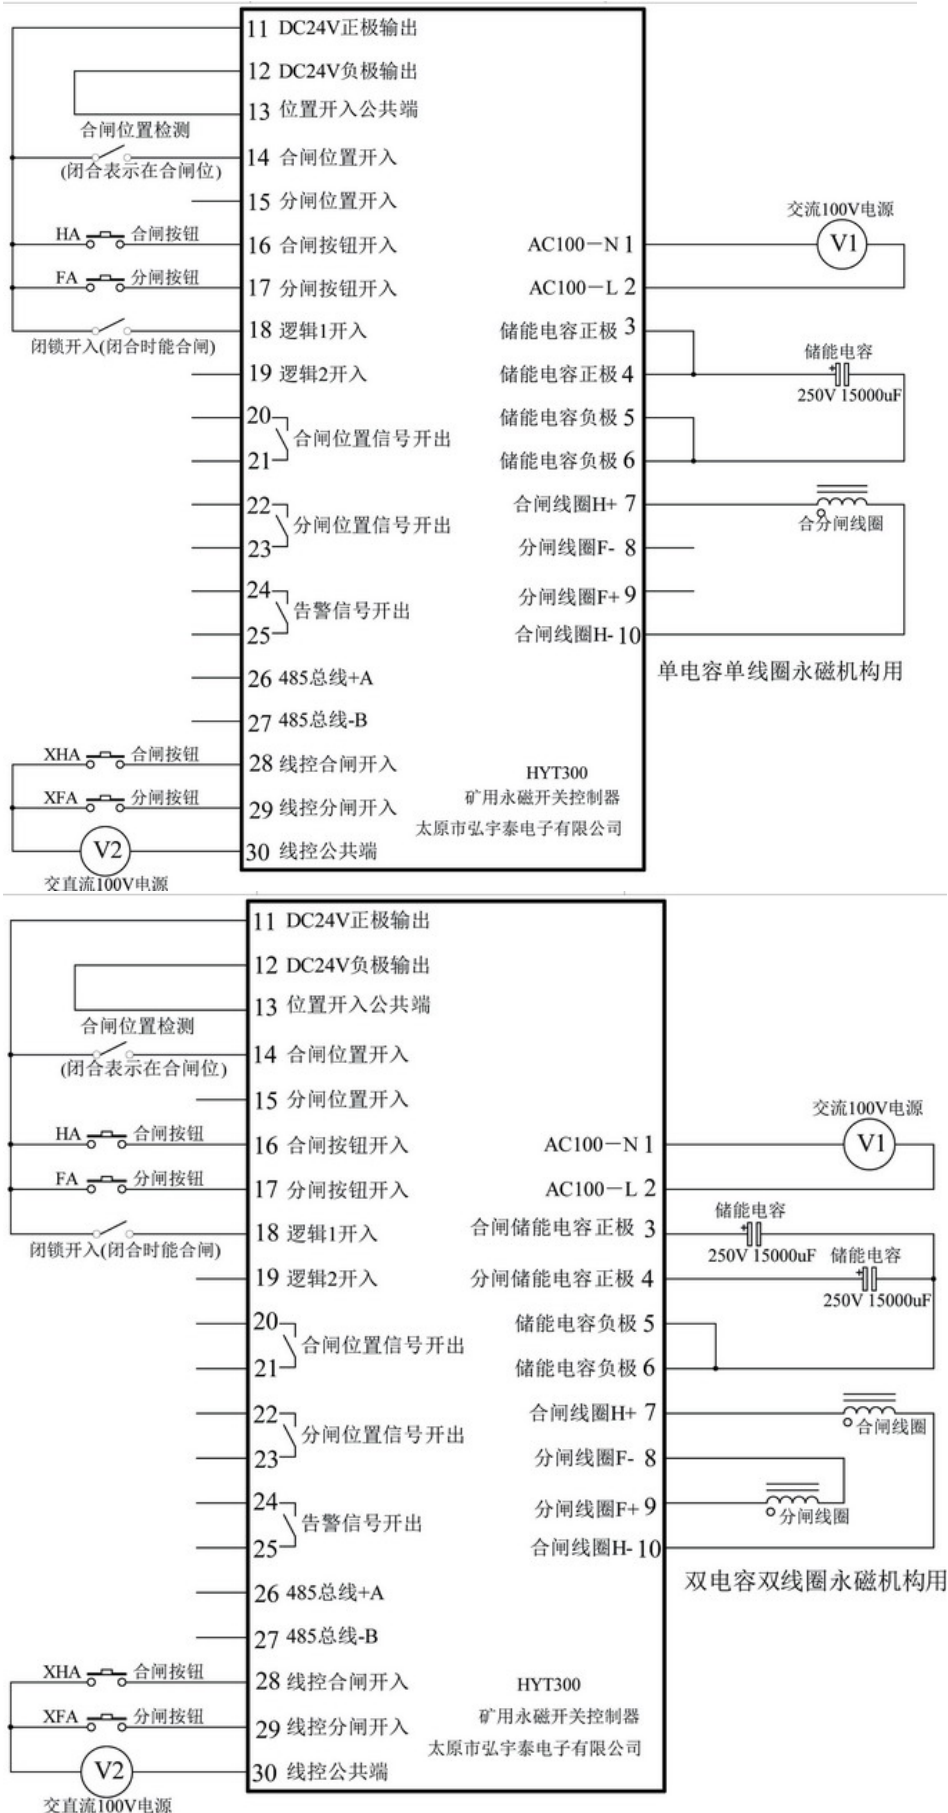 11 DC24V正极输出
12 DC24V负极输出
13 位置开入公共端
合闸位置检测
(闭合表示在合闸位)
14 合闸位置开入
15 分闸位置开入
HA 合闸按钮
16 合闸按钮开入
FA 分闸按钮
17 分闸按钮开入
18 逻辑1开入
闭锁开入(闭合时能合闸)
19 逻辑2开入
20
合闸位置信号开出
21
22
分闸位置信号开出
23
24
告警信号开出
25
26 485总线+A
27 485总线-B
XHA 合闸按钮
28 线控合闸开入
XFA 分闸按钮
29 线控分闸开入
V2
30 线控公共端
交直流100V电源
交流100V电源
AC100－N 1
V1
AC100－L 2
储能电容正极 3
储能电容正极 4
储能电容
+
250V 15000uF
储能电容负极 5
储能电容负极 6
合闸线圈H+ 7
合分闸线圈
分闸线圈F- 8
分闸线圈F+ 9
合闸线圈H- 10
单电容单线圈永磁机构用
HYT300
矿用永磁开关控制器
太原市弘宇泰电子有限公司
11 DC24V正极输出
12 DC24V负极输出
13 位置开入公共端
合闸位置检测
(闭合表示在合闸位)
14 合闸位置开入
15 分闸位置开入
HA 合闸按钮
16 合闸按钮开入
FA 分闸按钮
17 分闸按钮开入
18 逻辑1开入
闭锁开入(闭合时能合闸)
19 逻辑2开入
20
合闸位置信号开出
21
22
分闸位置信号开出
23
24
告警信号开出
25
26 485总线+A
27 485总线-B
XHA 合闸按钮
28 线控合闸开入
XFA 分闸按钮
29 线控分闸开入
V2
30 线控公共端
交直流100V电源
交流100V电源
AC100－N 1
V1
AC100－L 2
合闸储能电容正极 3
储能电容
+
250V 15000uF
分闸储能电容正极 4
储能电容
+
250V 15000uF
储能电容负极 5
储能电容负极 6
合闸线圈H+ 7
合闸线圈
分闸线圈F- 8
分闸线圈F+ 9
分闸线圈
合闸线圈H- 10
双电容双线圈永磁机构用
HYT300
矿用永磁开关控制器
太原市弘宇泰电子有限公司